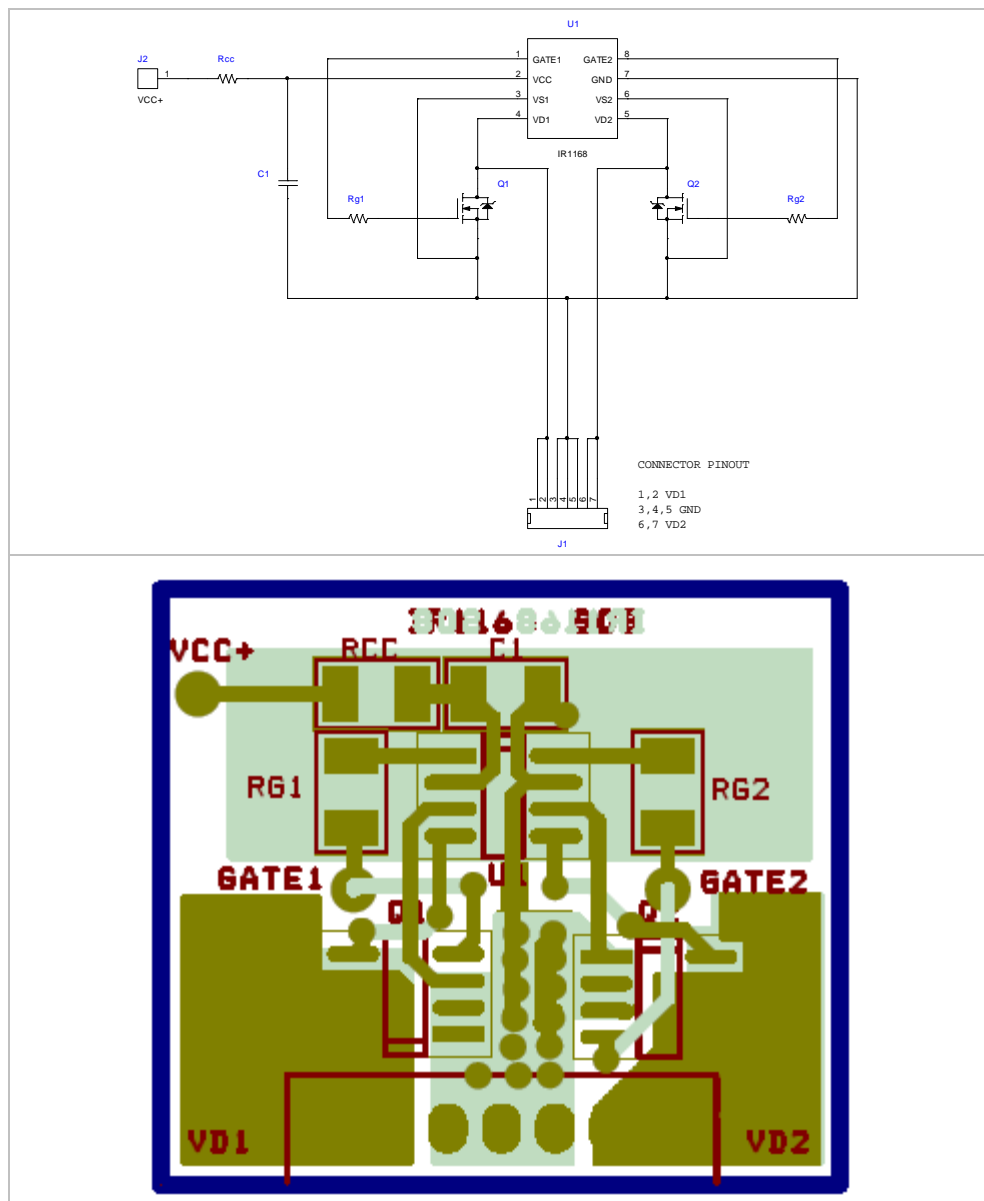 U1
J2
Rcc
1 GATE1 GATE2 8
1
2 VCC GND 7
VCC+
3 VS1 VS2 6
4 VD1 VD2 5
IR1168
C1
Q1
Q2
Rg1
Rg2
CONNECTOR PINOUT
1,2 VD1
3,4,5 GND
6,7 VD2
1 2 3 4 5 6 7
J1
VCC+
RCC
C1
RG1
RG2
U1
GATE1
GATE2
Q1
VD1
VD2